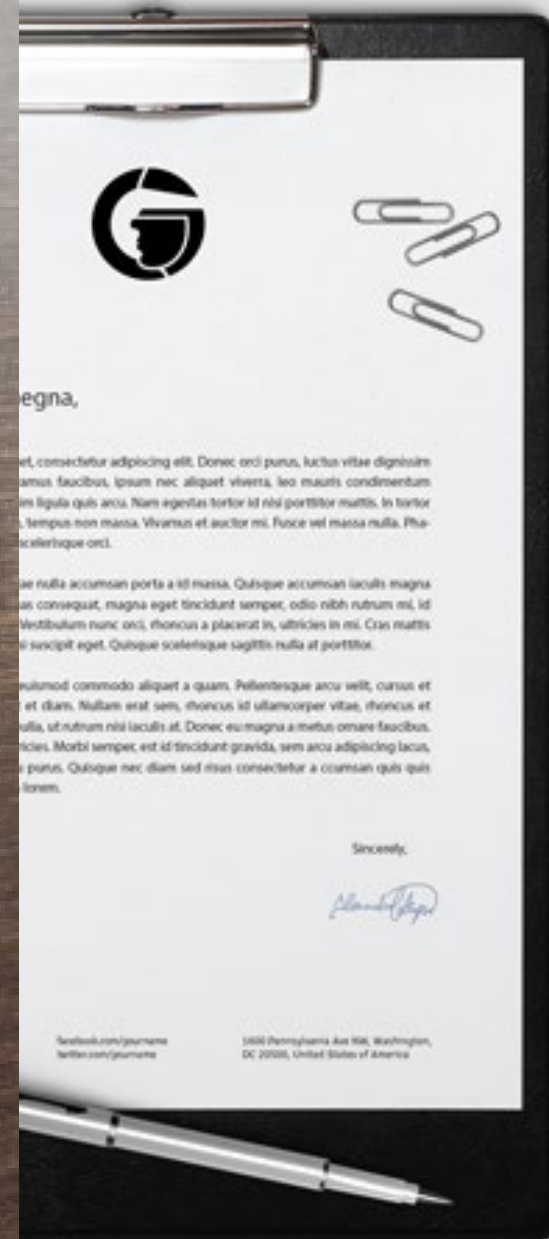 egna,
et, consectetur adipiscing elit. Donec orci purus, luctus vitae dignissim
amus faucibus, ipsum nec aliquet viverra, leo mauris condimentum
im ligula quis arcu. Nam egestas tortor id nisi porttitor mattis. In tortor
, tempus non massa. Vivamus et auctor mi. Fusce vel massa nulla. Pha-
scelerisque orci.
ae nulla accumsan porta a id massa. Quisque accumsan iaculis magna
as consequat, magna eget tincidunt semper, odio nibh rutrum mi, id
Vestibulum nunc orci, rhoncus a placerat in, ultricies in mi. Cras mattis
si suscipit eget. Quisque scelerisque sagittis nulla at porttitor.
euismod commodo aliquet a quam. Pellentesque arcu velit, cursus et
t et diam. Nullam erat sem, rhoncus id ullamcorper vitae, rhoncus et
nulla, ut rutrum nisi iaculis at. Donec eu magna a metus ornare faucibus.
ricies. Morbi semper, est id tincidunt gravida, sem arcu adipiscing lacus,
purus. Quisque nec diam sed risus consectetur a ccumsan quis quis
lorem.
Sincerely,
facebook.com/yourname
twitter.com/yourname
1600 Pennsylvania Ave NW, Washington,
DC 20500, United States of America